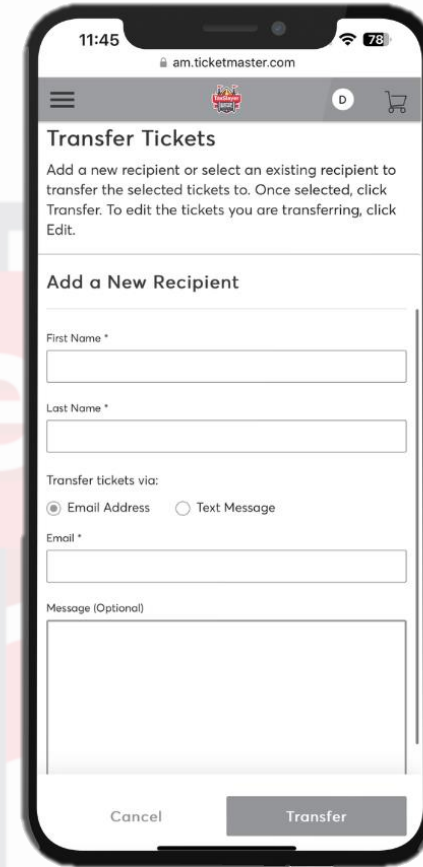 11:45
78
am.ticketmaster.com
TaxSlayer
D
Transfer Tickets
Add a new recipient or select an existing recipient to
transfer the selected tickets to. Once selected, click
Transfer. To edit the tickets you are transferring, click
Edit.
Add a New Recipient
First Name *
Last Name *
Transfer tickets via:
Email Address Text Message
Email *
Message (Optional)
Cancel Transfer